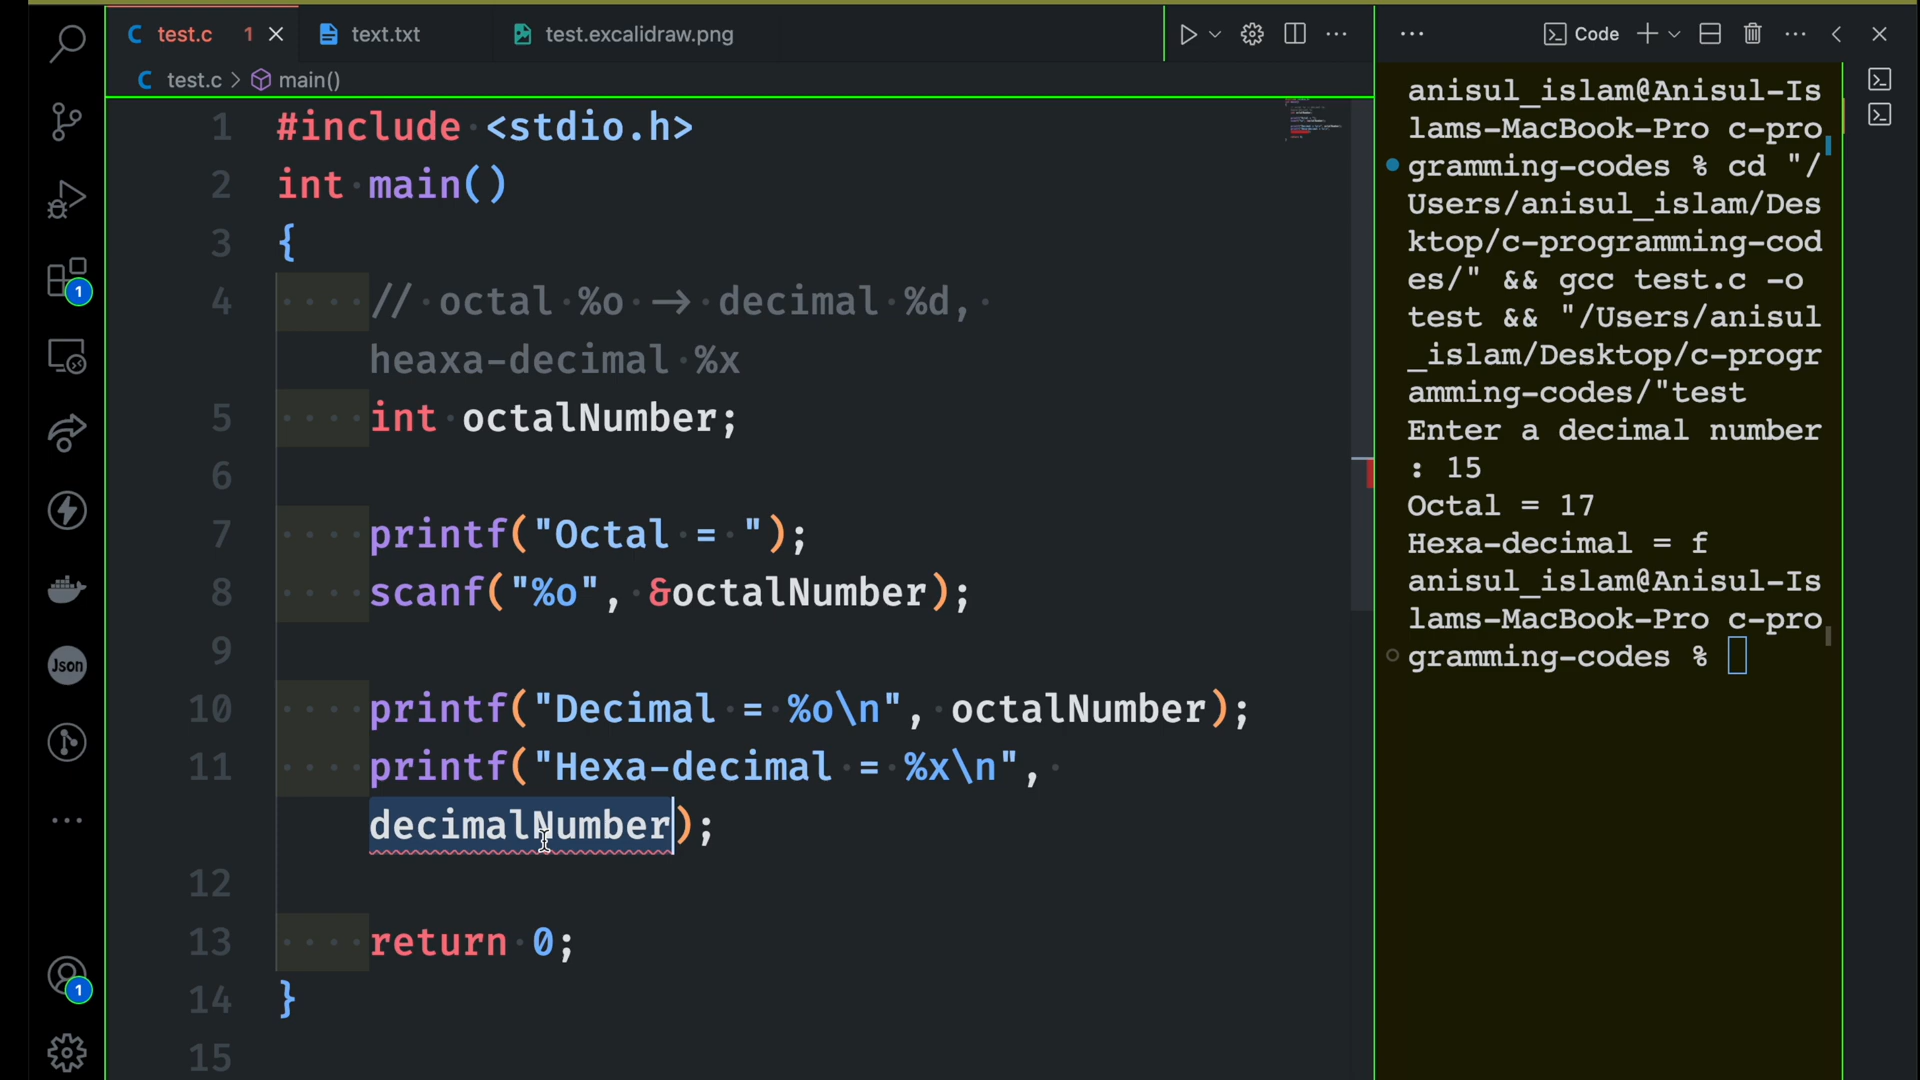 test.c 1
text.txt
test.excalidraw.png
Code
test.c > main()
1 #include <stdio.h>
2 int main()
3 {
4 // octal %o → decimal %d,
heaxa-decimal %x
5 int octalNumber;
6
7 printf("Octal = ");
8 scanf("%o", &octalNumber);
9
10 printf("Decimal = %o\n", octalNumber);
11 printf("Hexa-decimal = %x\n",
decimalNumber);
12
13 return 0;
14 }
15
anisul_islam@Anisul-Is
lams-MacBook-Pro c-pro
gramming-codes % cd "/
Users/anisul_islam/Des
ktop/c-programming-cod
es/" && gcc test.c -o
test && "/Users/anisul
_islam/Desktop/c-progr
amming-codes/"test
Enter a decimal number
: 15
Octal = 17
Hexa-decimal = f
anisul_islam@Anisul-Is
lams-MacBook-Pro c-pro
gramming-codes %
1
Json
1